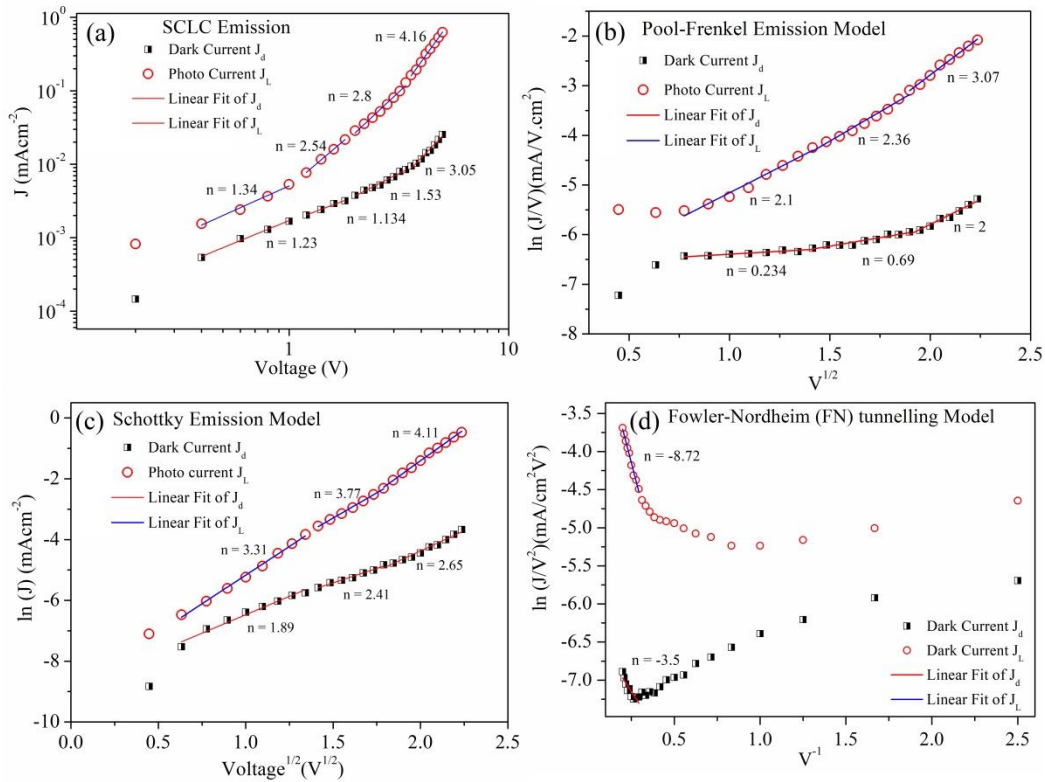 (a) SCLC Emission
Dark Current J_d
Photo Current J_L
Linear Fit of J_d
Linear Fit of J_L
n = 4.16
n = 2.8
n = 2.54
n = 1.34
n = 3.05
n = 1.53
n = 1.134
n = 1.23
J (mAcm^-2)
10^0
10^-1
10^-2
10^-3
10^-4
1
10
Voltage (V)
(b) Pool-Frenkel Emission Model
Dark Current J_d
Photo Current J_L
Linear Fit of J_d
Linear Fit of J_L
n = 3.07
n = 2.36
n = 2.1
n = 2
n = 0.69
n = 0.234
ln (J/V)(mA/V.cm^2)
-2
-3
-4
-5
-6
-7
-8
0.5 1.0 1.5 2.0 2.5
V^1/2
(c) Schottky Emission Model
Dark Current J_d
Photo current J_L
Linear Fit of J_d
Linear Fit of J_L
n = 4.11
n = 3.77
n = 3.31
n = 2.65
n = 2.41
n = 1.89
ln (J) (mAcm^-2)
0
-2
-4
-6
-8
-10
0.0 0.5 1.0 1.5 2.0 2.5
Voltage^1/2(V^1/2)
(d) Fowler-Nordheim (FN) tunnelling Model
n = -8.72
n = -3.5
Dark Current J_d
Dark Current J_L
Linear Fit of J_d
Linear Fit of J_L
ln (J/V^2)(mA/cm^2V^2)
-3.5
-4.0
-4.5
-5.0
-5.5
-6.0
-6.5
-7.0
0.5 1.0 1.5 2.0 2.5
V^-1